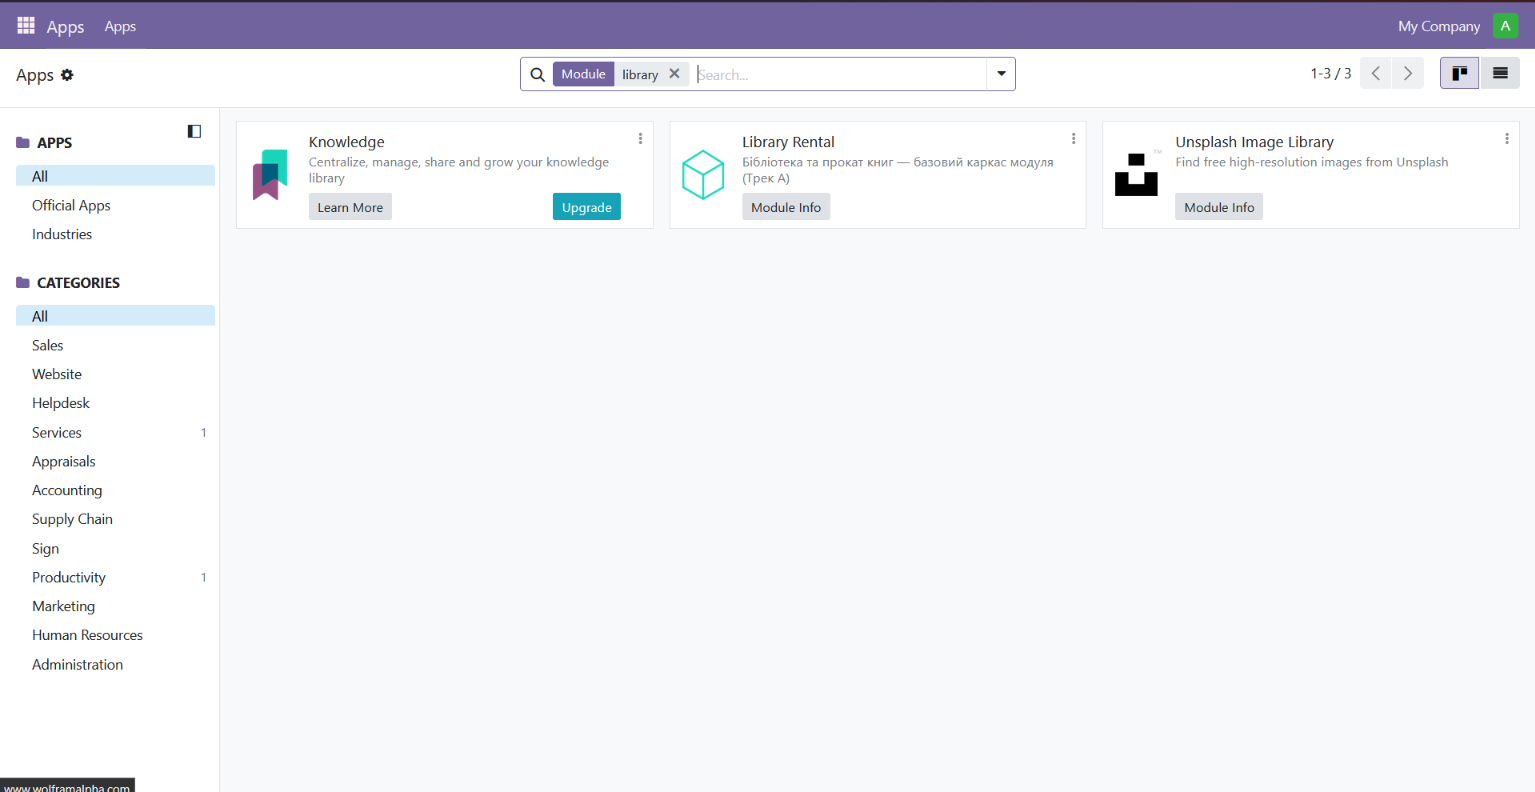 Apps Apps My Company A
Apps Module library Search... 1-3 / 3
APPS
All
Official Apps
Industries
CATEGORIES
All
Sales
Website
Helpdesk
Services 1
Appraisals
Accounting
Supply Chain
Sign
Productivity 1
Marketing
Human Resources
Administration
Knowledge
Centralize, manage, share and grow your knowledge
library
Learn More Upgrade
Library Rental
Бібліотека та прокат книг — базовий каркас модуля
(Трек А)
Module Info
TM
Unsplash Image Library
Find free high-resolution images from Unsplash
Module Info
www.wolframalpha.com